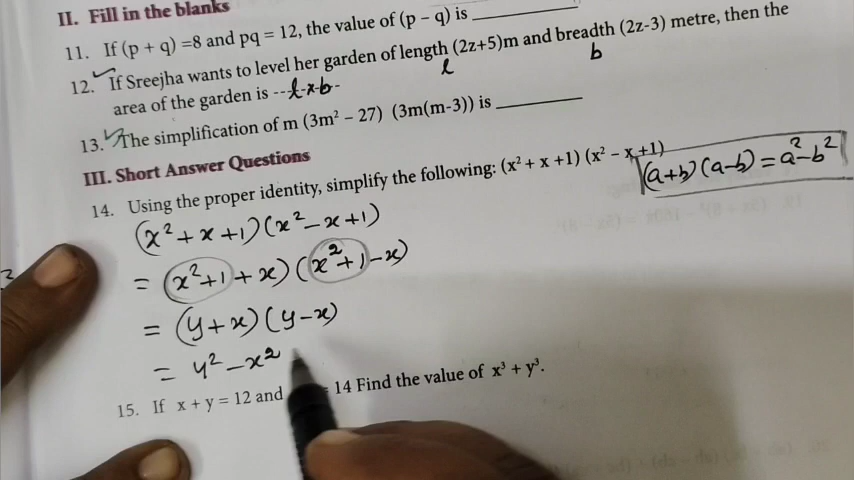 II. Fill in the blanks
11. If (p + q) =8 and pq = 12, the value of (p – q) is
12. If Sreejha wants to level her garden of length (2z+5)m and breadth (2z-3) metre, then the
l b
area of the garden is --l-x-b--
13. The simplification of m (3m² – 27) (3m(m-3)) is
III. Short Answer Questions
14. Using the proper identity, simplify the following: (x² + x +1) (x² – x +1)
(a+b)(a-b) = a²-b²
(x²+x+1)(x²-x+1)
= (x²+1+x)(x²+1-x)
= (y+x)(y-x)
= y²-x²
15. If x + y = 12 and = 14 Find the value of x³ + y³.